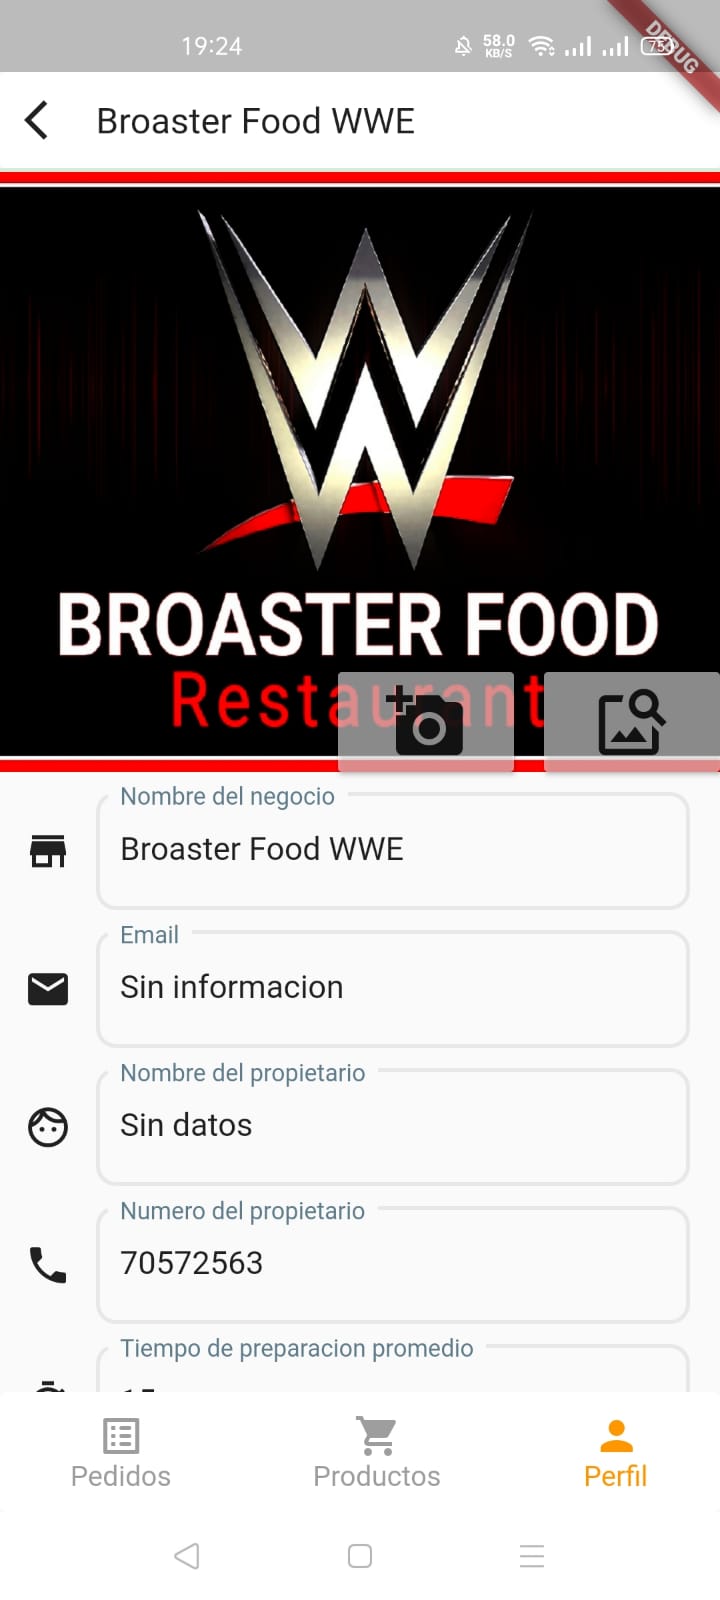 19:24
58.0
KB/S
75
DEBUG
Broaster Food WWE
BROASTER FOOD
Restaurant
Nombre del negocio
Broaster Food WWE
Email
Sin informacion
Nombre del propietario
Sin datos
Numero del propietario
70572563
Tiempo de preparacion promedio
Pedidos
Productos
Perfil